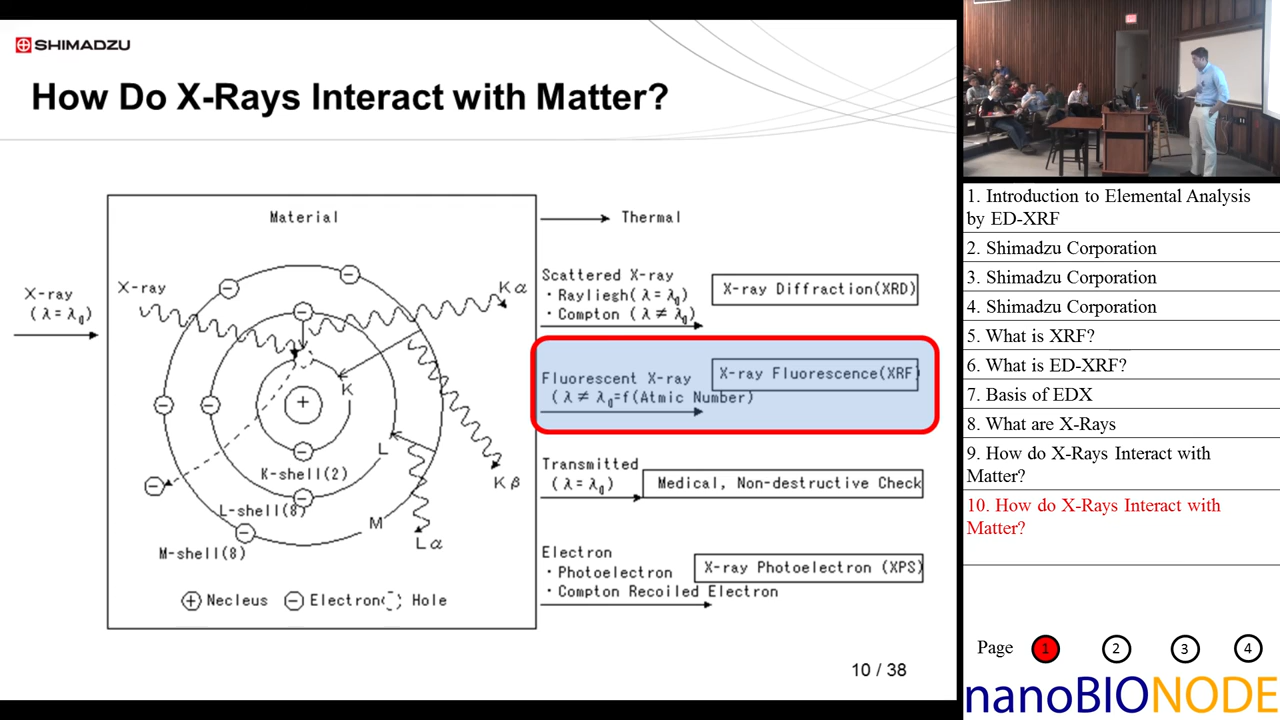 SHIMADZU
How Do X-Rays Interact with Matter?
Material
X-ray
(λ=λ0)
X-ray
Kα
K
L
Kβ
K-shell(2)
L-shell(8)
M
Lα
M-shell(8)
+ Necleus − Electron Hole
Thermal
Scattered X-ray
・Rayliegh(λ=λ0)
・Compton (λ≠λ0)
X-ray Diffraction(XRD)
Fluorescent X-ray
(λ≠λ0=f(Atmic Number)
X-ray Fluorescence(XRF)
Transmitted
(λ=λ0)
Medical, Non-destructive Check
Electron
・Photoelectron
・Compton Recoiled Electron
X-ray Photoelectron (XPS)
10 / 38
1. Introduction to Elemental Analysis
by ED-XRF
2. Shimadzu Corporation
3. Shimadzu Corporation
4. Shimadzu Corporation
5. What is XRF?
6. What is ED-XRF?
7. Basis of EDX
8. What are X-Rays
9. How do X-Rays Interact with
Matter?
10. How do X-Rays Interact with
Matter?
Page 1 2 3 4
nanoBIONODE